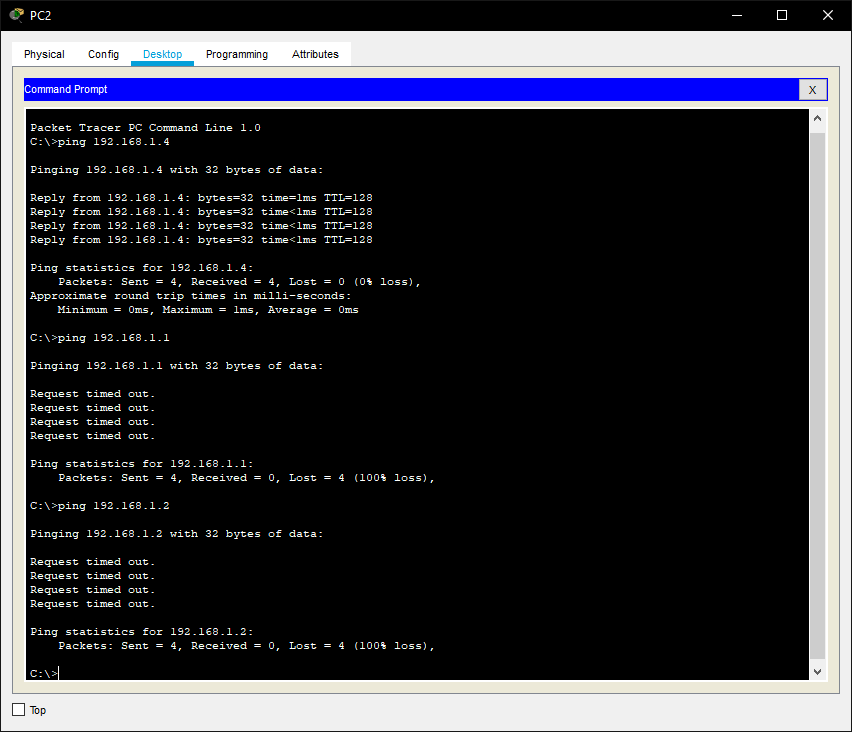 PC2
Physical Config Desktop Programming Attributes
Command Prompt
X
Packet Tracer PC Command Line 1.0
C:\>ping 192.168.1.4
Pinging 192.168.1.4 with 32 bytes of data:
Reply from 192.168.1.4: bytes=32 time=1ms TTL=128
Reply from 192.168.1.4: bytes=32 time<1ms TTL=128
Reply from 192.168.1.4: bytes=32 time<1ms TTL=128
Reply from 192.168.1.4: bytes=32 time<1ms TTL=128
Ping statistics for 192.168.1.4:
    Packets: Sent = 4, Received = 4, Lost = 0 (0% loss),
Approximate round trip times in milli-seconds:
    Minimum = 0ms, Maximum = 1ms, Average = 0ms
C:\>ping 192.168.1.1
Pinging 192.168.1.1 with 32 bytes of data:
Request timed out.
Request timed out.
Request timed out.
Request timed out.
Ping statistics for 192.168.1.1:
    Packets: Sent = 4, Received = 0, Lost = 4 (100% loss),
C:\>ping 192.168.1.2
Pinging 192.168.1.2 with 32 bytes of data:
Request timed out.
Request timed out.
Request timed out.
Request timed out.
Ping statistics for 192.168.1.2:
    Packets: Sent = 4, Received = 0, Lost = 4 (100% loss),
C:\>
Top